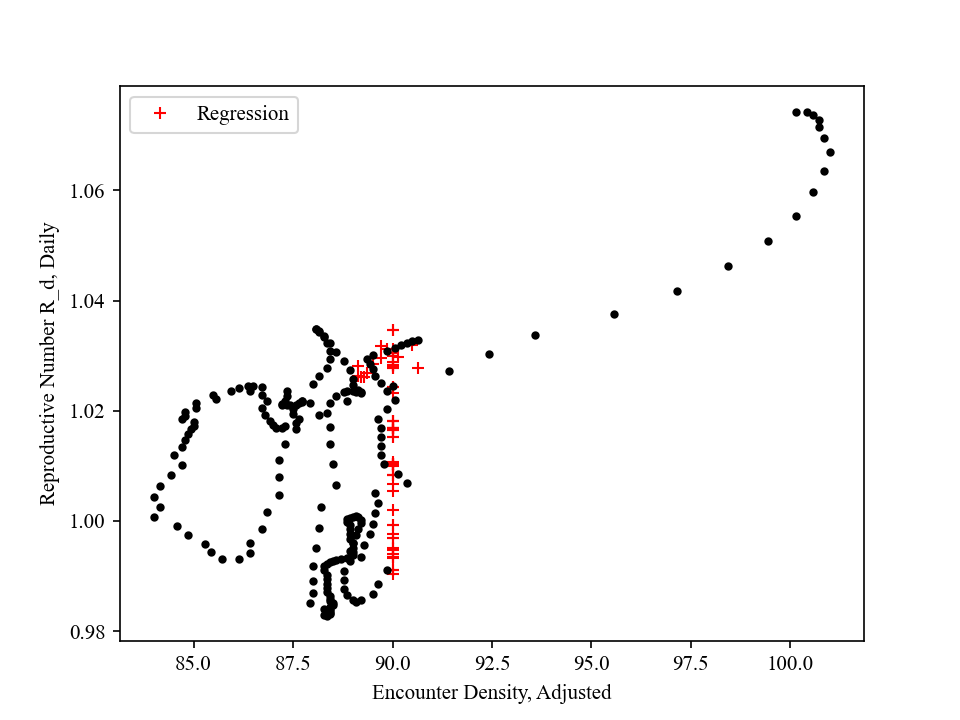 Regression
1.06
1.04
1.02
1.00
0.98
Reproductive Number R_d, Daily
85.0 87.5 90.0 92.5 95.0 97.5 100.0
Encounter Density, Adjusted